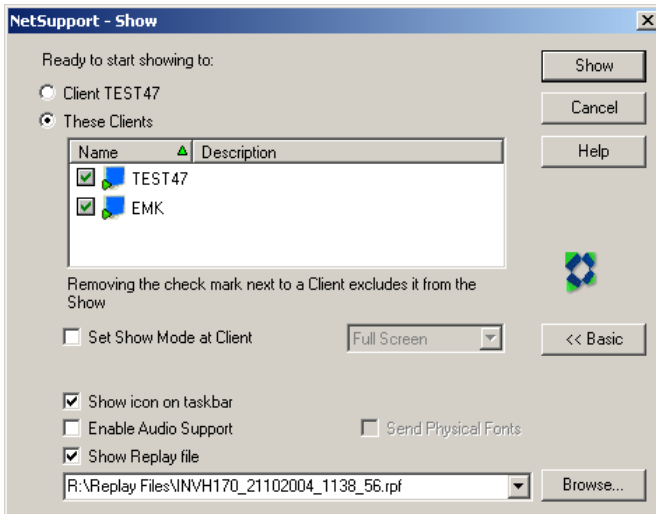 NetSupport - Show
Ready to start showing to:
Show
Client TEST47
Cancel
These Clients
Help
Name Description
TEST47
EMK
Removing the check mark next to a Client excludes it from the
Show
Set Show Mode at Client Full Screen << Basic
Show icon on taskbar
Enable Audio Support Send Physical Fonts
Show Replay file
R:\Replay Files\INVH170_21102004_1138_56.rpf Browse...